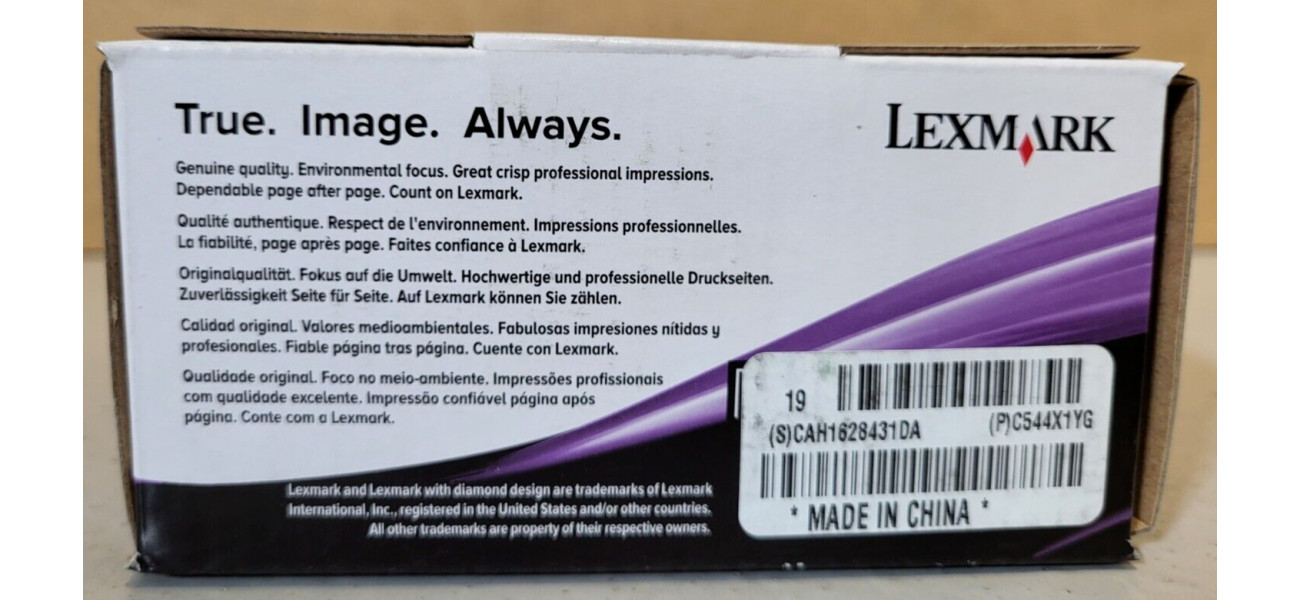 True. Image. Always.
LEXMARK
Genuine quality. Environmental focus. Great crisp professional impressions.
Dependable page after page. Count on Lexmark.
Qualité authentique. Respect de l'environnement. Impressions professionnelles.
La fiabilité, page après page. Faites confiance à Lexmark.
Originalqualität. Fokus auf die Umwelt. Hochwertige und professionelle Druckseiten.
Zuverlässigkeit Seite für Seite. Auf Lexmark können Sie zählen.
Calidad original. Valores medioambientales. Fabulosas impresiones nítidas y
profesionales. Fiable página tras página. Cuente con Lexmark.
Qualidade original. Foco no meio-ambiente. Impressões profissionais
com qualidade excelente. Impressão confiável página após
página. Conte com a Lexmark.
Lexmark and Lexmark with diamond design are trademarks of Lexmark
International, Inc., registered in the United States and/or other countries.
All other trademarks are property of their respective owners.
19
(S)CAH1628431DA (P)C544X1YG
* MADE IN CHINA *